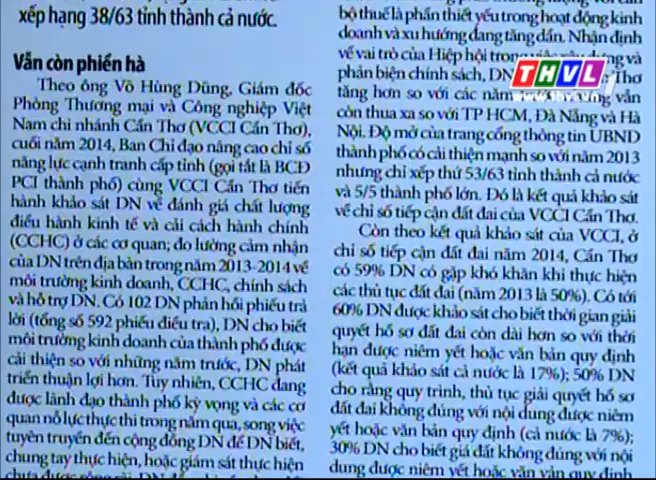 xếp hạng 38/63 tỉnh thành cả nước.
Vẫn còn phiền hà
Theo ông Võ Hùng Dũng, Giám đốc
Phòng Thương mại và Công nghiệp Việt
Nam chi nhánh Cần Thơ (VCCI Cần Thơ),
cuối năm 2014, Ban Chỉ đạo nâng cao chỉ số
năng lực cạnh tranh cấp tỉnh (gọi tắt là BCĐ
PCI thành phố) cùng VCCI Cần Thơ tiến
hành khảo sát DN về đánh giá chất lượng
điều hành kinh tế và cải cách hành chính
(CCHC) ở các cơ quan; đo lường cảm nhận
của DN trên địa bàn trong năm 2013-2014 về
môi trường kinh doanh, CCHC, chính sách
và hỗ trợ DN. Có 102 DN phản hồi phiếu trả
lời (tổng số 592 phiếu điều tra), DN cho biết
môi trường kinh doanh của thành phố được
cải thiện so với những năm trước, DN phát
triển thuận lợi hơn. Tuy nhiên, CCHC đang
được lãnh đạo thành phố kỳ vọng và các cơ
quan nỗ lực thực thi trong năm qua, song việc
tuyên truyền đến cộng đồng DN để DN biết,
chung tay thực hiện, hoặc giám sát thực hiện
chưa được
bộ thuế là phần thiết yếu trong hoạt động kinh
doanh và xu hướng đang tăng dần. Nhận định
về vai trò của Hiệp hội trong việc xây dựng và
phản biện chính sách, DN Thơ
tăng hơn so với các năm vẫn
còn thua xa so với TP HCM, Đà Nẵng và Hà
Nội. Độ mở của trang cổng thông tin UBND
thành phố có cải thiện mạnh so với năm 2013
nhưng chỉ xếp thứ 53/63 tỉnh thành cả nước
và 5/5 thành phố lớn. Đó là kết quả khảo sát
về chỉ số tiếp cận đất đai của VCCI Cần Thơ.
Còn theo kết quả khảo sát của VCCI, ở
chỉ số tiếp cận đất đai năm 2014, Cần Thơ
có 59% DN có gặp khó khăn khi thực hiện
các thủ tục đất đai (năm 2013 là 50%). Có tới
60% DN được khảo sát cho biết thời gian giải
quyết hồ sơ đất đai còn dài hơn so với thời
hạn được niêm yết hoặc văn bản quy định
(kết quả khảo sát cả nước là 17%); 50% DN
cho rằng quy trình, thủ tục giải quyết hồ sơ
đất đai không đúng với nội dung được niêm
yết hoặc văn bản quy định (cả nước là 7%);
30% DN cho biết giá đất không đúng với nội
dung được niêm yết hoặc văn vản quy định
THVL1